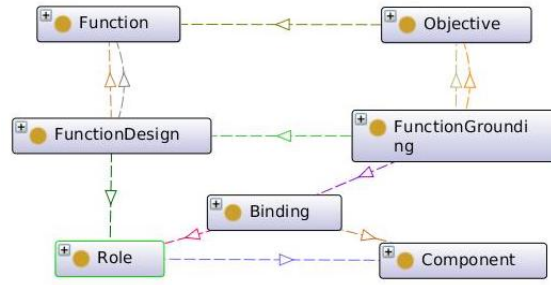 Function
Objective
FunctionDesign
FunctionGroundi
ng
Binding
Role
Component